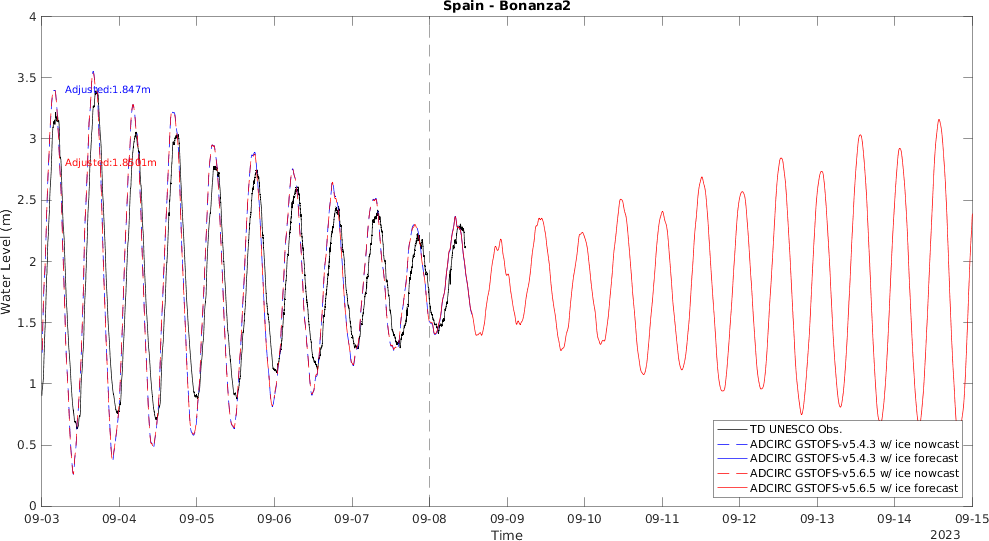 Spain - Bonanza2
4
3.5
3
2.5
2
1.5
1
0.5
0
Water Level (m)
Adjusted:1.847m
Adjusted:1.8501m
TD UNESCO Obs.
ADCIRC GSTOFS-v5.4.3 w/ ice nowcast
ADCIRC GSTOFS-v5.4.3 w/ ice forecast
ADCIRC GSTOFS-v5.6.5 w/ ice nowcast
ADCIRC GSTOFS-v5.6.5 w/ ice forecast
09-03 09-04 09-05 09-06 09-07 09-08 09-09 09-10 09-11 09-12 09-13 09-14 09-15
Time
2023